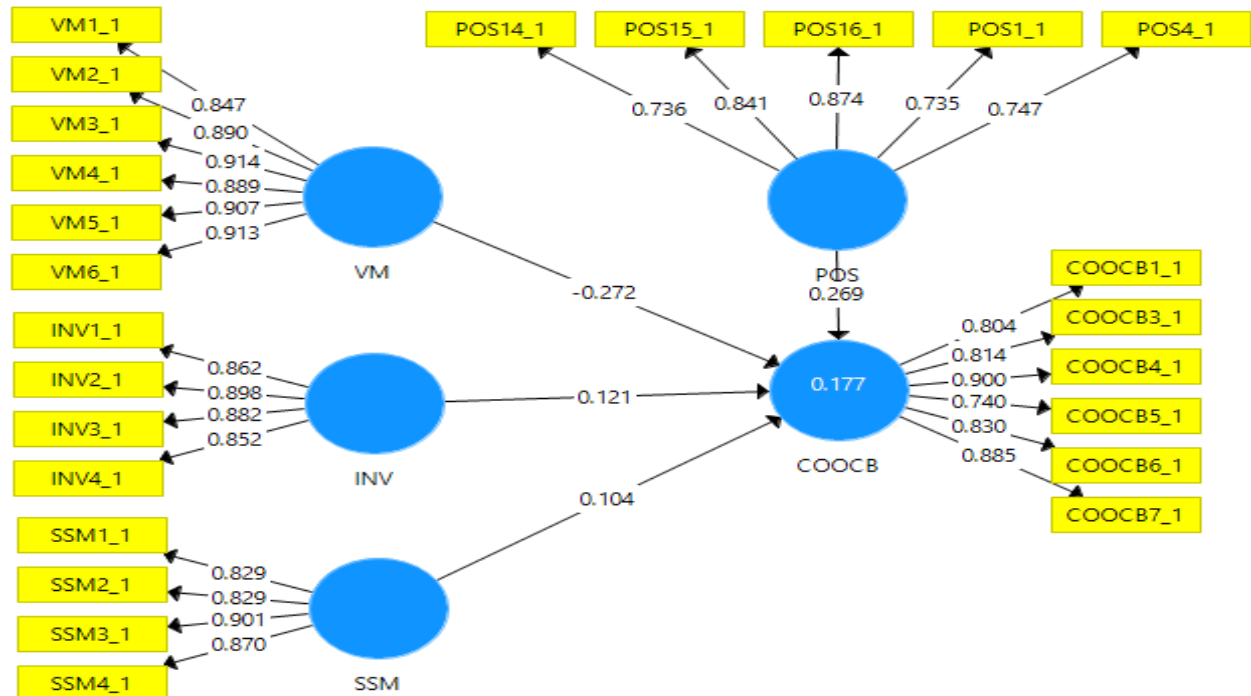 VM1_1
VM2_1
VM3_1
VM4_1
VM5_1
VM6_1
0.847
0.890
0.914
0.889
0.907
0.913
VM
POS14_1
POS15_1
POS16_1
POS1_1
POS4_1
0.736
0.841
0.874
0.735
0.747
POS
0.269
-0.272
INV1_1
INV2_1
INV3_1
INV4_1
0.862
0.898
0.882
0.852
INV
0.121
0.177
COOCB
COOCB1_1
COOCB3_1
COOCB4_1
COOCB5_1
COOCB6_1
COOCB7_1
0.804
0.814
0.900
0.740
0.830
0.885
SSM1_1
SSM2_1
SSM3_1
SSM4_1
0.829
0.829
0.901
0.870
SSM
0.104